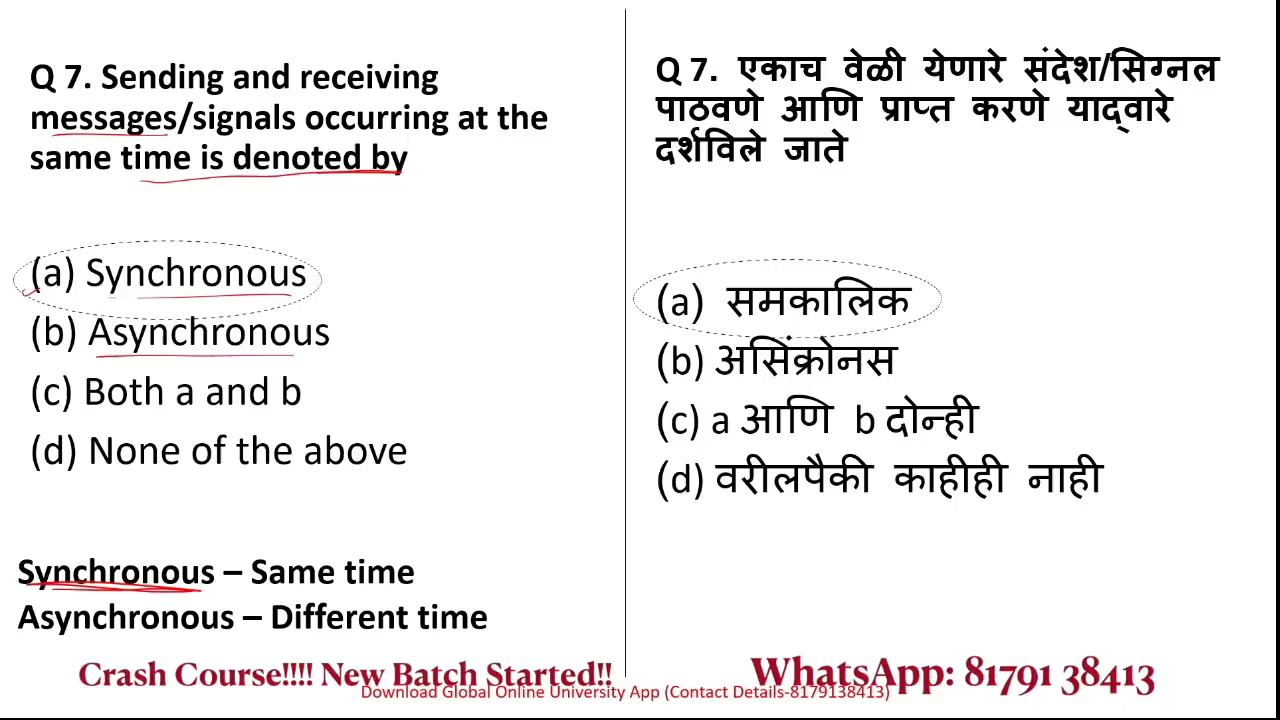 Q 7. Sending and receiving
messages/signals occurring at the
same time is denoted by
(a) Synchronous
(b) Asynchronous
(c) Both a and b
(d) None of the above
Synchronous – Same time
Asynchronous – Different time
Q 7. एकाच वेळी येणारे संदेश/सिग्नल
पाठवणे आणि प्राप्त करणे याद्वारे
दर्शविले जाते
(a) समकालिक
(b) असिंक्रोनस
(c) a आणि b दोन्ही
(d) वरीलपैकी काहीही नाही
Crash Course!!!! New Batch Started!!
WhatsApp: 81791 38413
Download Global Online University App (Contact Details-8179138413)